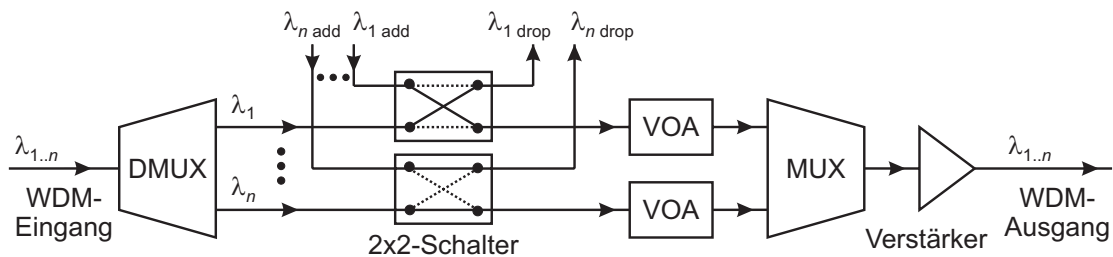 λn add λ1 add λ1 drop λn drop
λ1
VOA
λ1..n
DMUX
MUX
λ1..n
WDM-
Eingang
λn
VOA
WDM-
Ausgang
2x2-Schalter
Verstärker